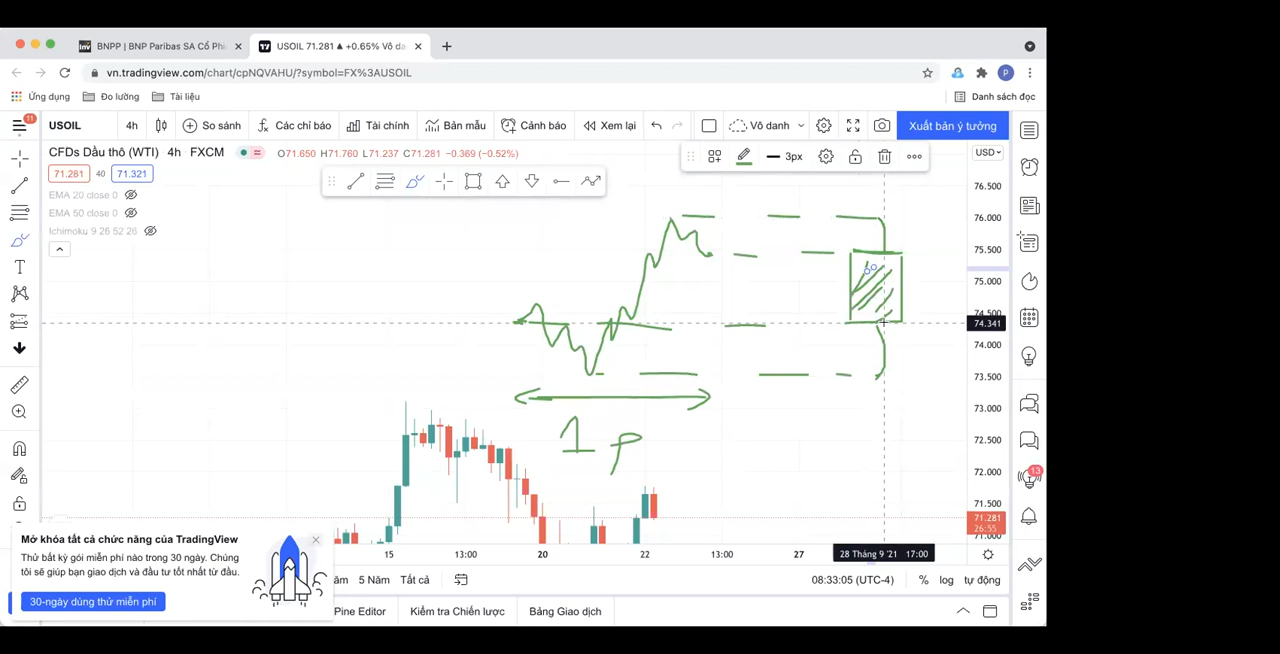 BNPP | BNP Paribas SA Cổ Phi
USOIL 71.281 ▲ +0.65% Vô da
vn.tradingview.com/chart/cpNQVAHU/?symbol=FX%3AUSOIL
P
Ứng dụng
Đo lường
Tài liệu
Danh sách đọc
11
USOIL
4h
So sánh
Các chỉ báo
Tài chính
Bản mẫu
Cảnh báo
Xem lại
Vô danh
Xuất bản ý tưởng
CFDs Dầu thô (WTI) 4h FXCM
O71.650 H71.760 L71.237 C71.281 −0.369 (−0.52%)
3px
USD
71.281 40 71.321
EMA 20 close 0
EMA 50 close 0
Ichimoku 9 26 52 26
76.500
76.000
75.500
75.000
74.500
74.341
74.000
73.500
73.000
72.500
72.000
71.500
71.281
26:55
71.000
1 p
13
15
13:00
20
22
13:00
27
28 Tháng 9 '21 17:00
Mở khóa tất cả chức năng của TradingView
Thử bất kỳ gói miễn phí nào trong 30 ngày. Chúng
tôi sẽ giúp bạn giao dịch và đầu tư tốt nhất từ đầu.
30-ngày dùng thử miễn phí
ăm
5 Năm
Tất cả
08:33:05 (UTC-4)
%
log
tự động
Pine Editor
Kiểm tra Chiến lược
Bảng Giao dịch